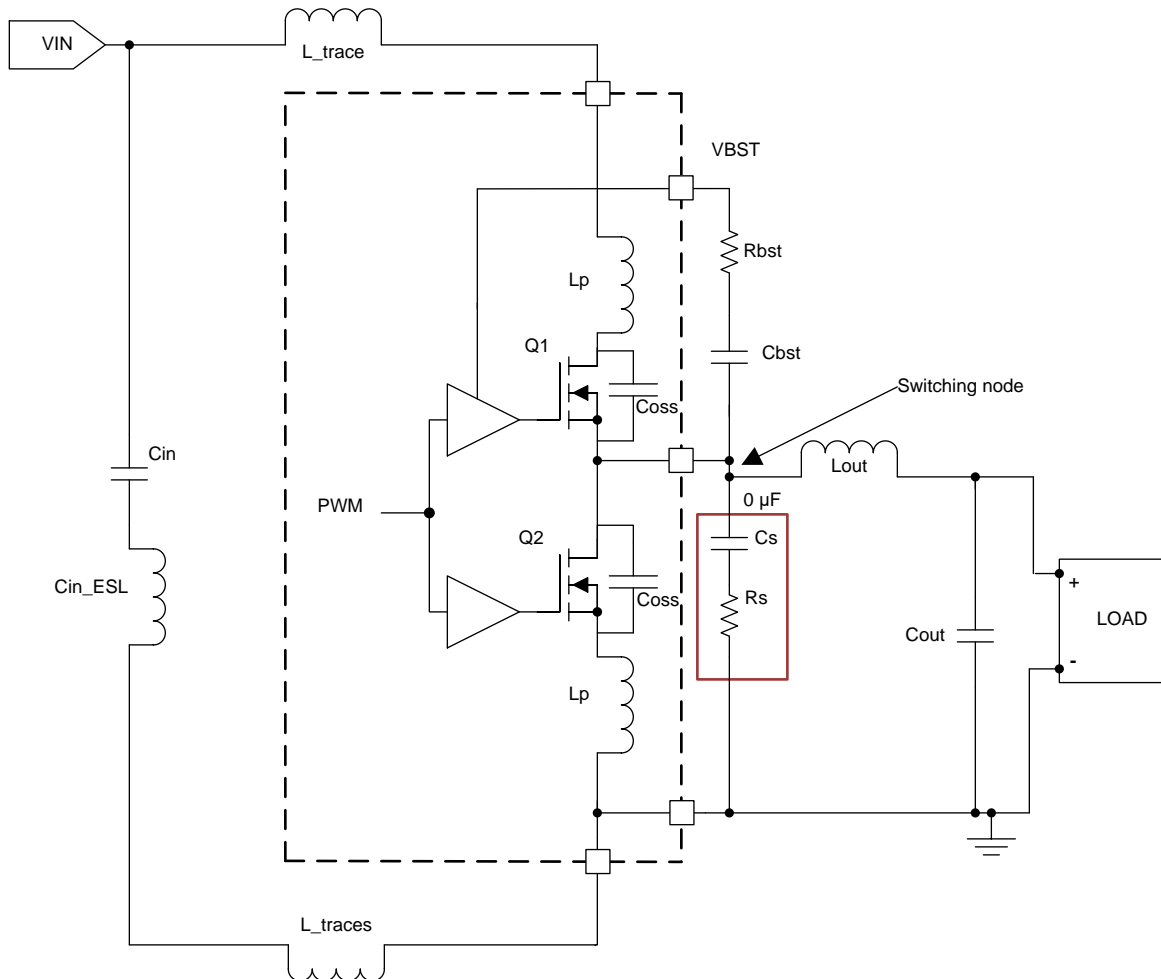 VIN
L_trace
VBST
Rbst
Lp
Q1
Cbst
Coss
Switching node
Cin
Lout
PWM
0 µF
Q2
Cs
Cin_ESL
Coss
Rs
+
LOAD
Cout
-
Lp
L_traces